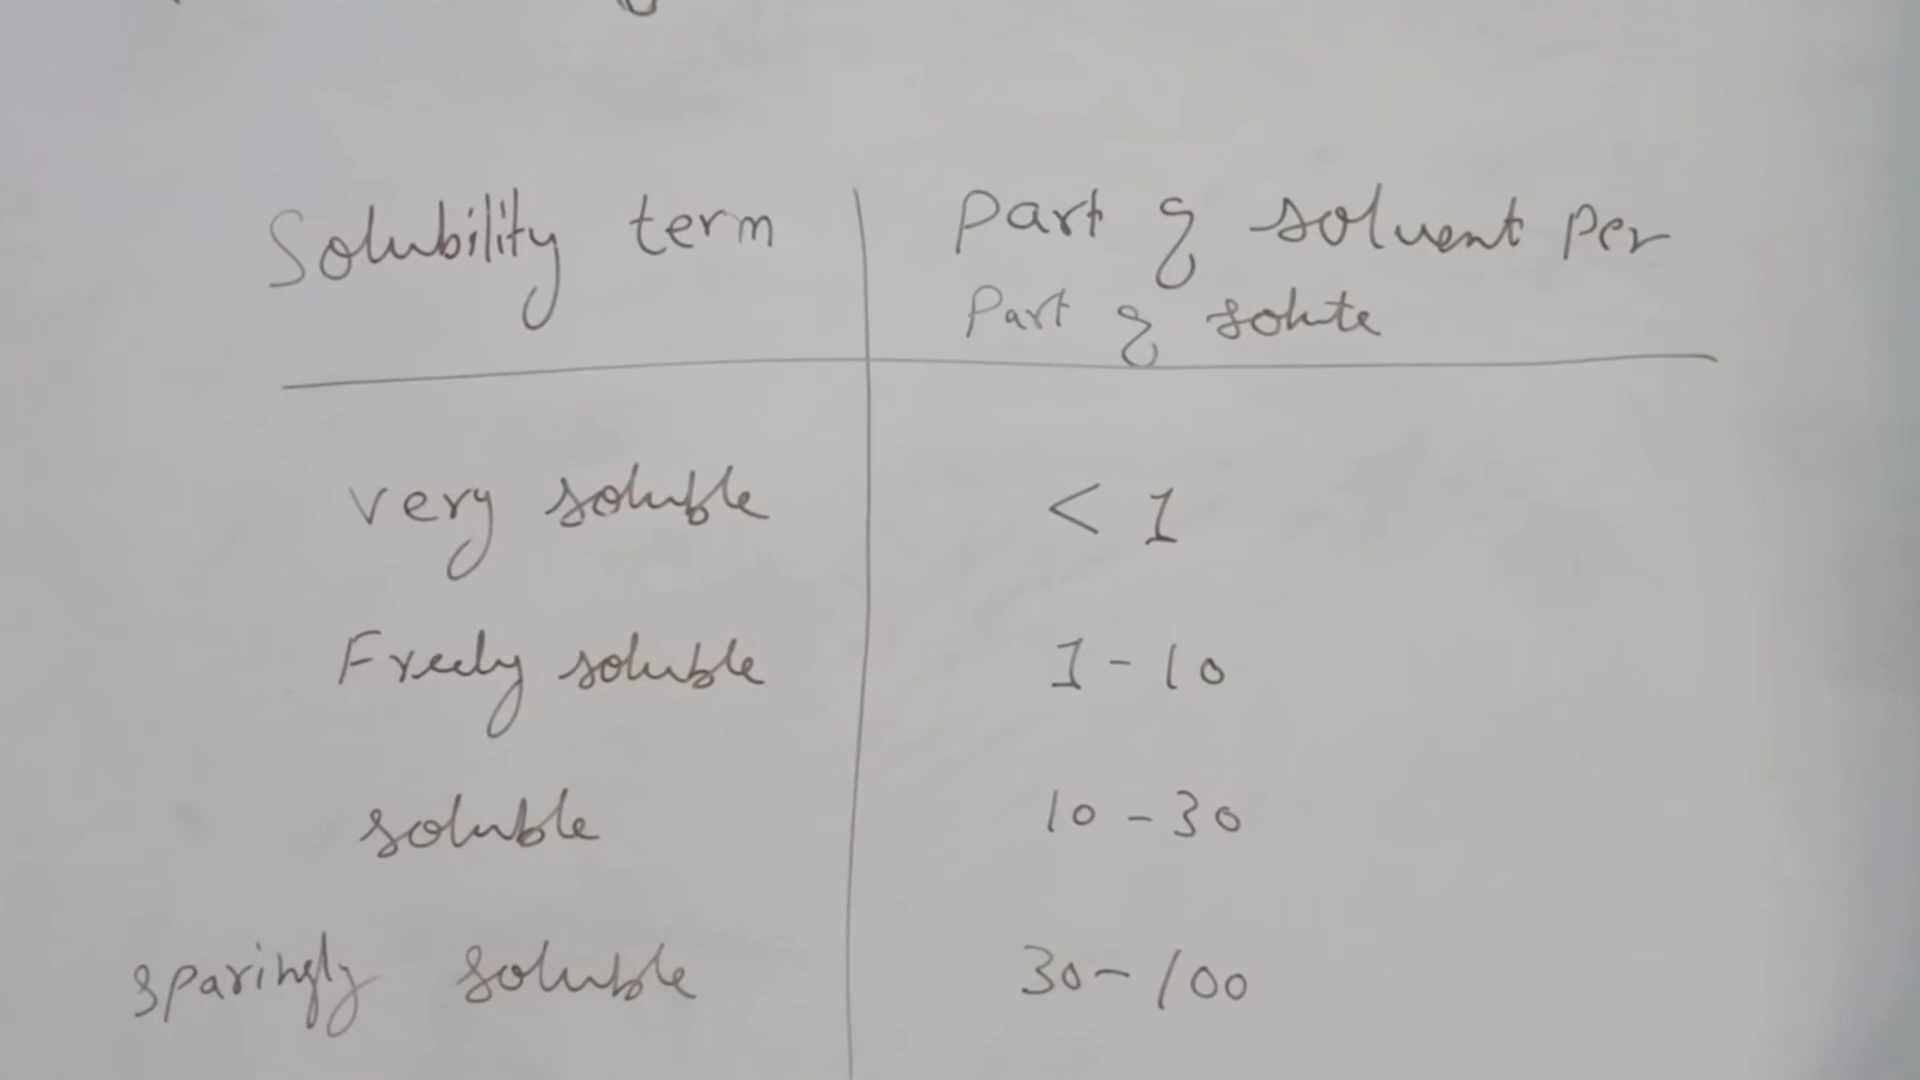 Solubility term | Part of solvent per
Part of solute
very soluble | < 1
Freely soluble | 1 - 10
soluble | 10 - 30
sparingly soluble | 30 - 100